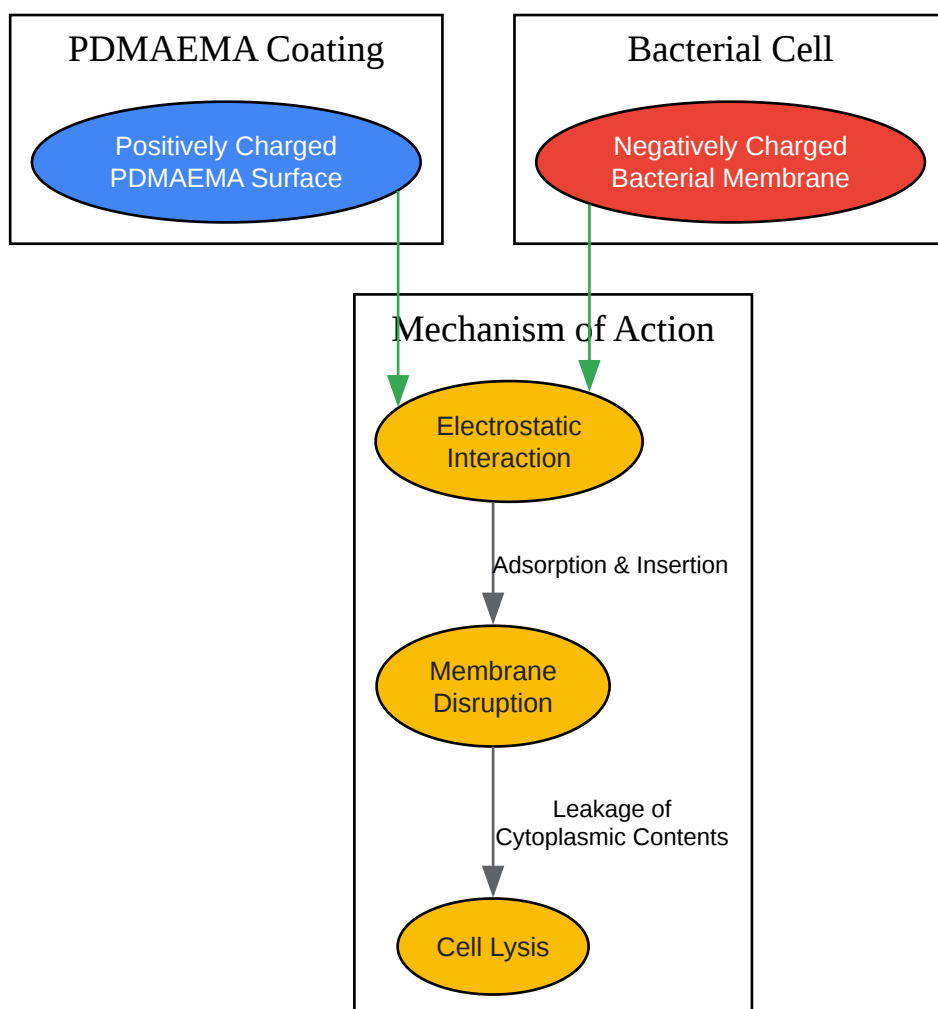 PDMAEMA Coating
Positively Charged
PDMAEMA Surface
Bacterial Cell
Negatively Charged
Bacterial Membrane
Mechanism of Action
Electrostatic
Interaction
Adsorption & Insertion
Membrane
Disruption
Leakage of
Cytoplasmic Contents
Cell Lysis